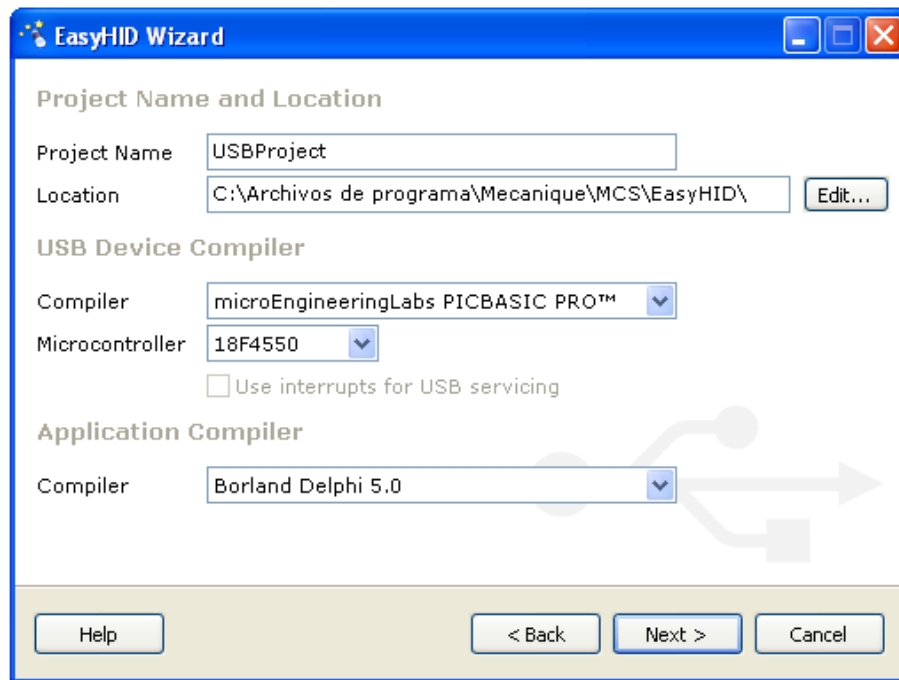 EasyHID Wizard
Project Name and Location
Project Name USBProject
Location C:\Archivos de programa\Mecanique\MCS\EasyHID\ Edit...
USB Device Compiler
Compiler microEngineeringLabs PICBASIC PRO™
Microcontroller 18F4550
Use interrupts for USB servicing
Application Compiler
Compiler Borland Delphi 5.0
Help < Back Next > Cancel